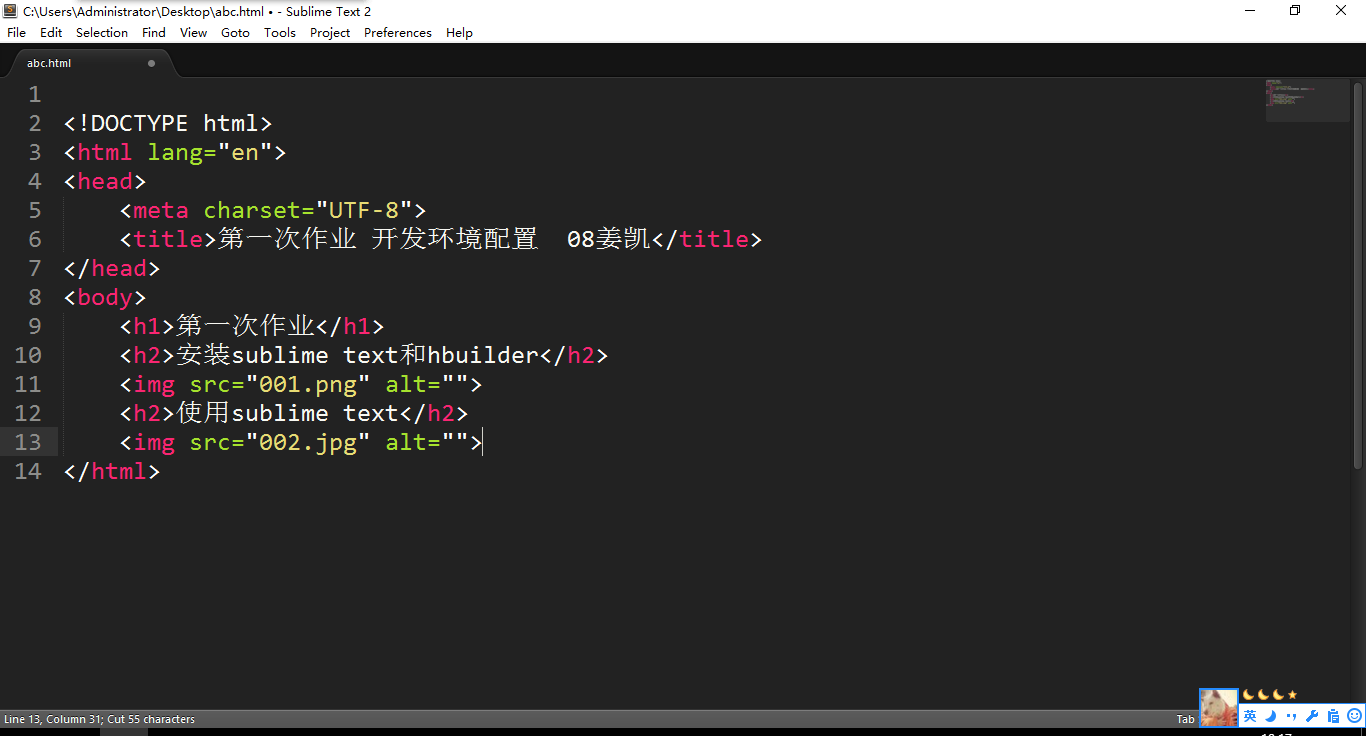 C:\Users\Administrator\Desktop\abc.html • - Sublime Text 2
File Edit Selection Find View Goto Tools Project Preferences Help
abc.html
1
2 <!DOCTYPE html>
3 <html lang="en">
4 <head>
5 <meta charset="UTF-8">
6 <title>第一次作业 开发环境配置  08姜凯</title>
7 </head>
8 <body>
9 <h1>第一次作业</h1>
10 <h2>安装sublime text和hbuilder</h2>
11 <img src="001.png" alt="">
12 <h2>使用sublime text</h2>
13 <img src="002.jpg" alt="">
14 </html>
Line 13, Column 31; Cut 55 characters
Tab
英